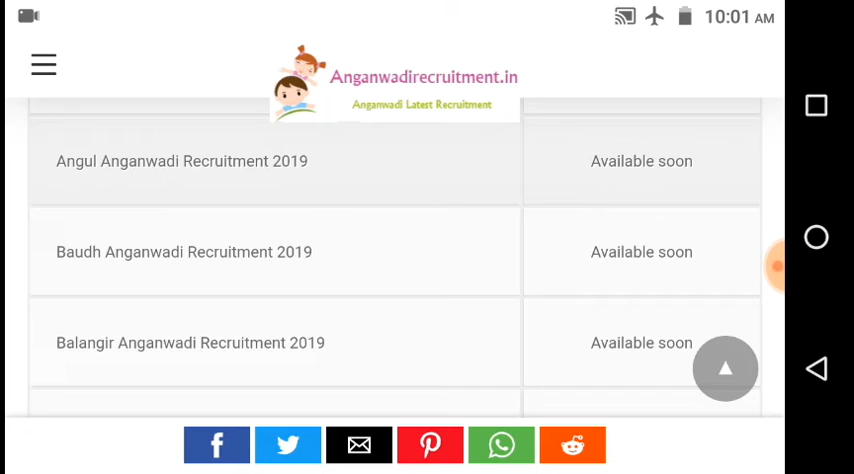 10:01 AM
Anganwadirecruitment.in
Anganwadi Latest Recruitment
Angul Anganwadi Recruitment 2019 Available soon
Baudh Anganwadi Recruitment 2019 Available soon
Balangir Anganwadi Recruitment 2019 Available soon